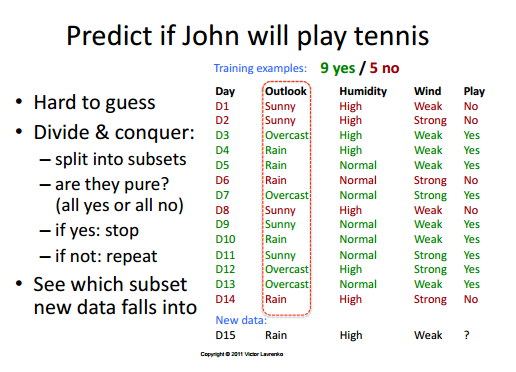 Predict if John will play tennis
Training examples: 9 yes / 5 no
• Hard to guess
• Divide & conquer:
– split into subsets
– are they pure?
(all yes or all no)
– if yes: stop
– if not: repeat
• See which subset
new data falls into
Day Outlook Humidity Wind Play
D1 Sunny High Weak No
D2 Sunny High Strong No
D3 Overcast High Weak Yes
D4 Rain High Weak Yes
D5 Rain Normal Weak Yes
D6 Rain Normal Strong No
D7 Overcast Normal Strong Yes
D8 Sunny High Weak No
D9 Sunny Normal Weak Yes
D10 Rain Normal Weak Yes
D11 Sunny Normal Strong Yes
D12 Overcast High Strong Yes
D13 Overcast Normal Weak Yes
D14 Rain High Strong No
New data:
D15 Rain High Weak ?
Copyright © 2011 Victor Lavrenko